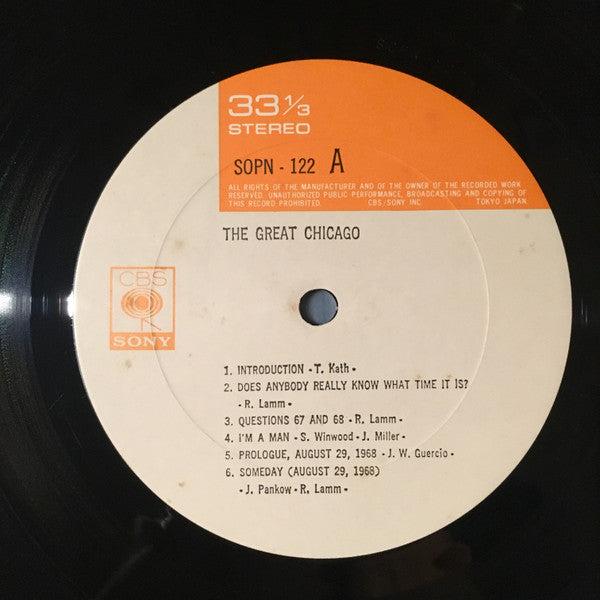 33 1/3
STEREO
SOPN - 122 A
ALL RIGHTS OF THE MANUFACTURER AND OF THE OWNER OF THE RECORDED WORK
RESERVED. UNAUTHORIZED PUBLIC PERFORMANCE, BROADCASTING AND COPYING OF
THIS RECORD PROHIBITED. CBS/SONY INC TOKYO JAPAN.
THE GREAT CHICAGO
CBS
SONY
1. INTRODUCTION - T. Kath -
2. DOES ANYBODY REALLY KNOW WHAT TIME IT IS?
- R. Lamm -
3. QUESTIONS 67 AND 68 - R. Lamm -
4. I'M A MAN - S. Winwood - J. Miller -
5. PROLOGUE, AUGUST 29, 1968 - J. W. Guercio -
6. SOMEDAY (AUGUST 29, 1968)
- J. Pankow - R. Lamm -